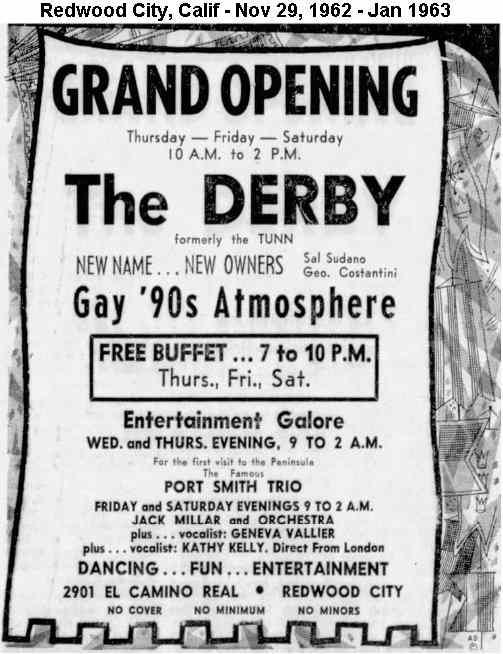 Redwood City, Calif - Nov 29, 1962 - Jan 1963
GRAND OPENING
Thursday — Friday — Saturday
10 A.M. to 2 P.M.
The DERBY
formerly the TUNN
NEW NAME ... NEW OWNERS Sal Sudano
Geo. Costantini
Gay '90s Atmosphere
FREE BUFFET ... 7 to 10 P.M.
Thurs., Fri., Sat.
Entertainment Galore
WED. and THURS. EVENING, 9 TO 2 A.M.
For the first visit to the Peninsula
The Famous
PORT SMITH TRIO
FRIDAY and SATURDAY EVENINGS 9 TO 2 A.M.
JACK MILLAR and ORCHESTRA
plus ... vocalist: GENEVA VALLIER
plus ... vocalist: KATHY KELLY. Direct From London
DANCING ... FUN ... ENTERTAINMENT
2901 EL CAMINO REAL • REDWOOD CITY
NO COVER NO MINIMUM NO MINORS